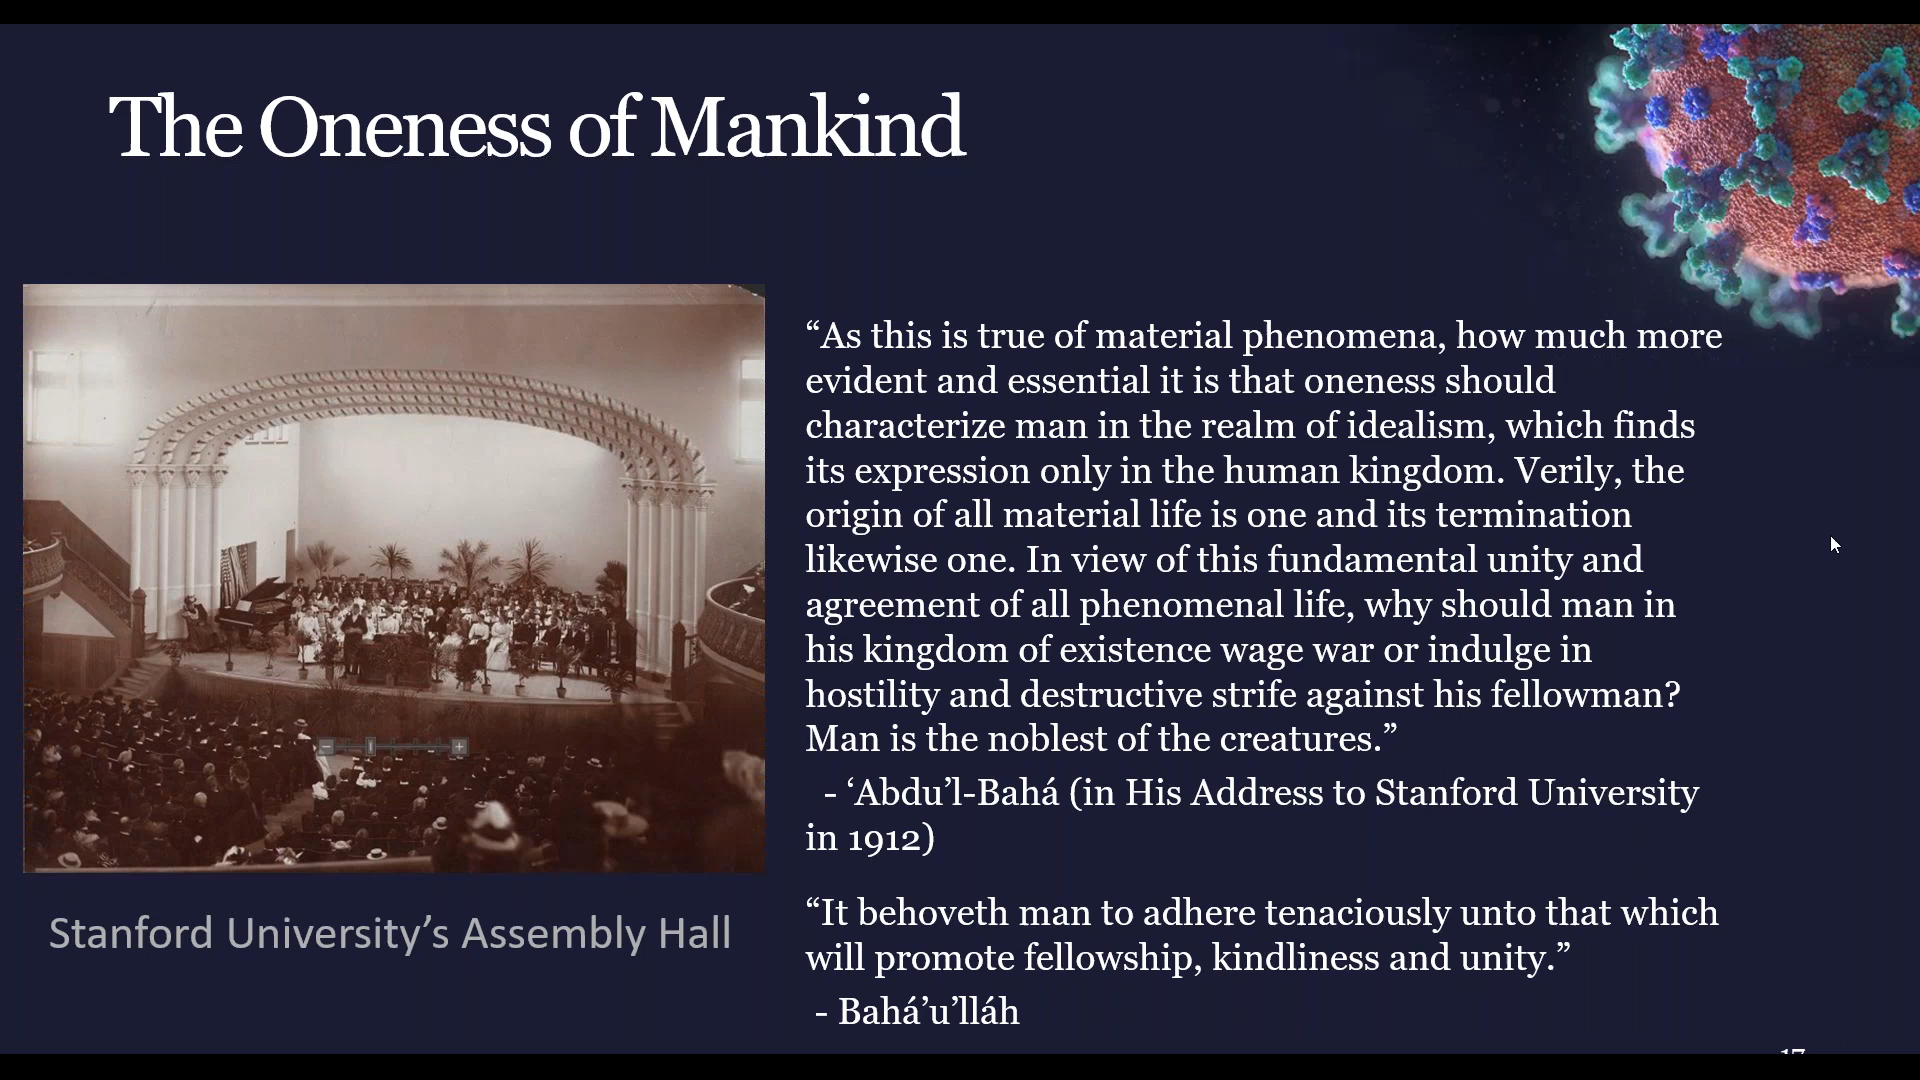 The Oneness of Mankind
“As this is true of material phenomena, how much more
evident and essential it is that oneness should
characterize man in the realm of idealism, which finds
its expression only in the human kingdom. Verily, the
origin of all material life is one and its termination
likewise one. In view of this fundamental unity and
agreement of all phenomenal life, why should man in
his kingdom of existence wage war or indulge in
hostility and destructive strife against his fellowman?
Man is the noblest of the creatures.”
- ‘Abdu’l-Bahá (in His Address to Stanford University
in 1912)
“It behoveth man to adhere tenaciously unto that which
will promote fellowship, kindliness and unity.”
- Bahá’u’lláh
Stanford University’s Assembly Hall
17